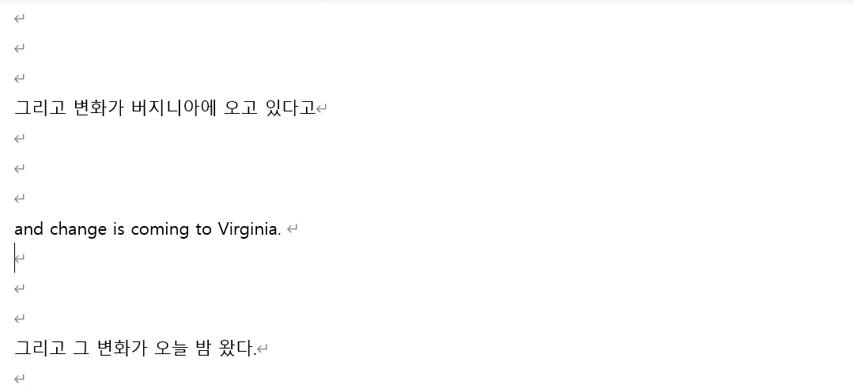 그리고 변화가 버지니아에 오고 있다고
and change is coming to Virginia.
그리고 그 변화가 오늘 밤 왔다.